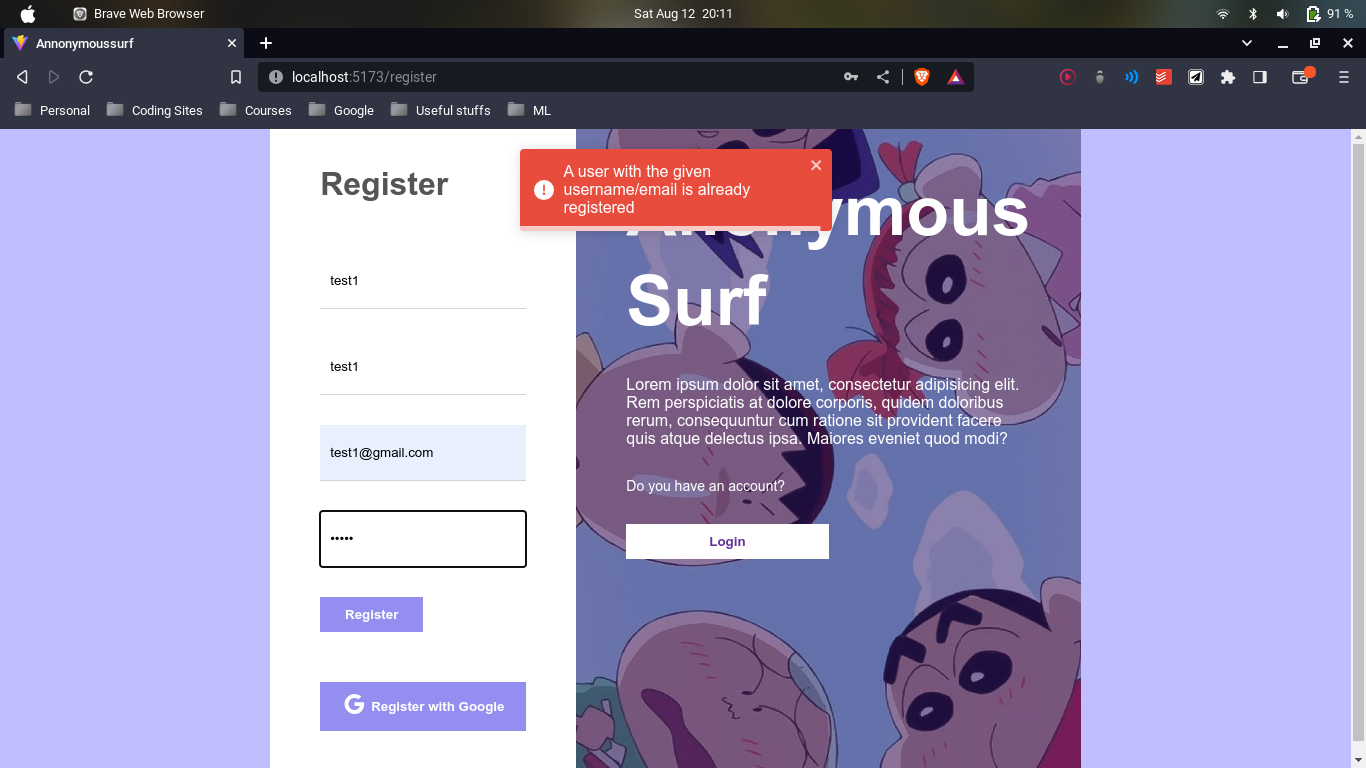 Brave Web Browser
Sat Aug 12 20:11
91 %
Annonymoussurf
localhost:5173/register
Personal
Coding Sites
Courses
Google
Useful stuffs
ML
Register
A user with the given
username/email is already
registered
ymous
Surf
test1
test1
test1@gmail.com
•••••
Register
Register with Google
Lorem ipsum dolor sit amet, consectetur adipisicing elit.
Rem perspiciatis at dolore corporis, quidem doloribus
rerum, consequuntur cum ratione sit provident facere
quis atque delectus ipsa. Maiores eveniet quod modi?
Do you have an account?
Login